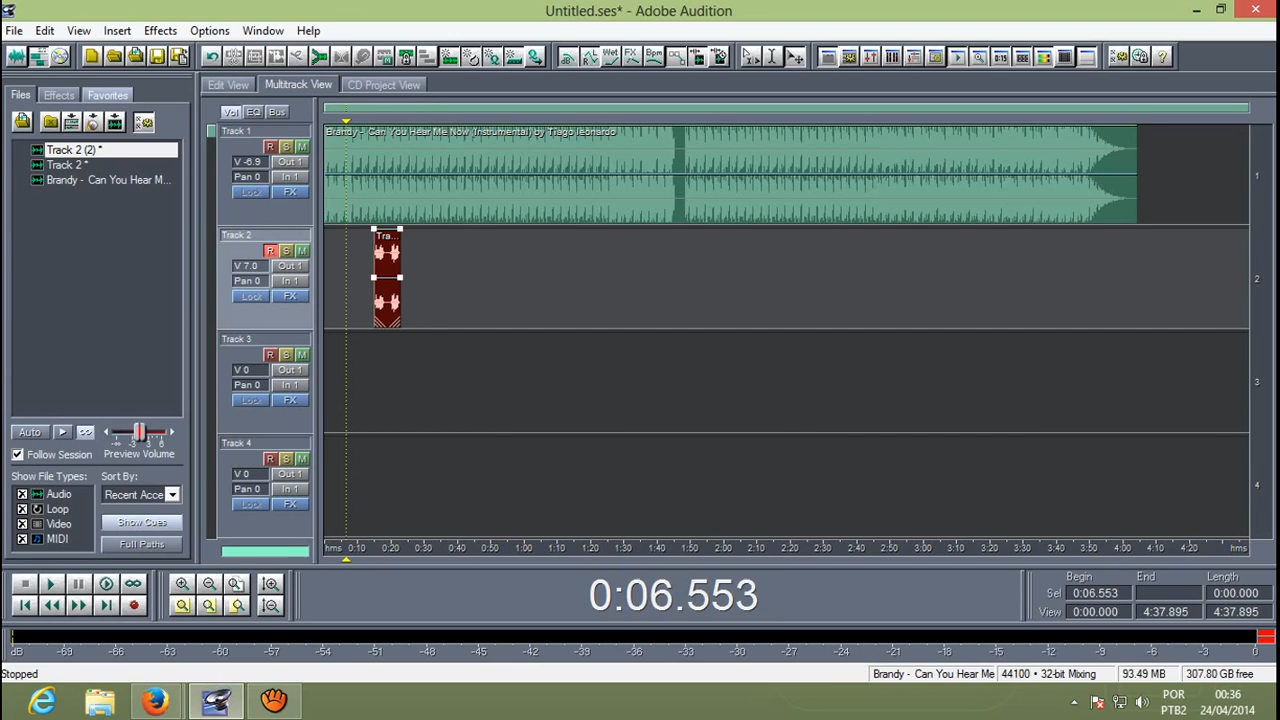 Untitled.ses* - Adobe Audition
File Edit View Insert Effects Options Window Help
Edit View Multitrack View CD Project View
Files Effects Favorites
Vol EQ Bus
Track 2 (2) *
Track 2 *
Brandy - Can You Hear M...
Auto
-∞ -3 3 6
Follow Session Preview Volume
Show File Types: Sort By:
Audio Recent Acce
Loop
Video Show Cues
MIDI Full Paths
Track 1
R S M
V -6.9 Out 1
Pan 0 In 1
Lock FX
Brandy - Can You Hear Me Now (Instrumental) by Tiago leonardo
1
Track 2
R S M
V 7.0 Out 1
Pan 0 In 1
Lock FX
Tra...
2
Track 3
R S M
V 0 Out 1
Pan 0 In 1
Lock FX
3
Track 4
R S M
V 0 Out 1
Pan 0 In 1
Lock FX
4
hms 0:10 0:20 0:30 0:40 0:50 1:00 1:10 1:20 1:30 1:40 1:50 2:00 2:10 2:20 2:30 2:40 2:50 3:00 3:10 3:20 3:30 3:40 3:50 4:00 4:10 4:20 hms
0:06.553
Begin End Length
Sel 0:06.553 0:00.000
View 0:00.000 4:37.895 4:37.895
dB -69 -66 -63 -60 -57 -54 -51 -48 -45 -42 -39 -36 -33 -30 -27 -24 -21 -18 -15 -12 -9 -6 -3 0
Stopped
Brandy - Can You Hear Me 44100 • 32-bit Mixing 93.49 MB 307.80 GB free
POR 00:36
PTB2 24/04/2014